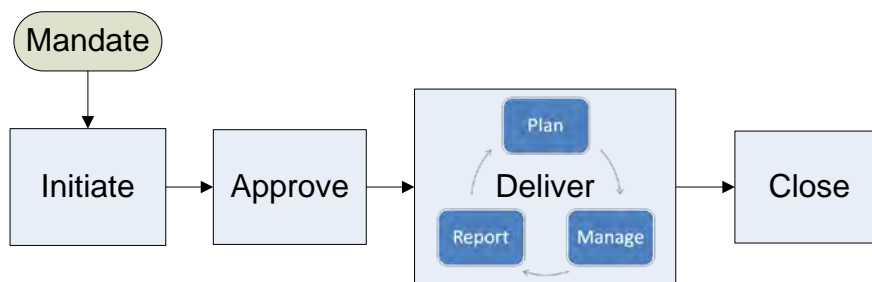 Mandate
Initiate
Approve
Plan
Deliver
Report
Manage
Close